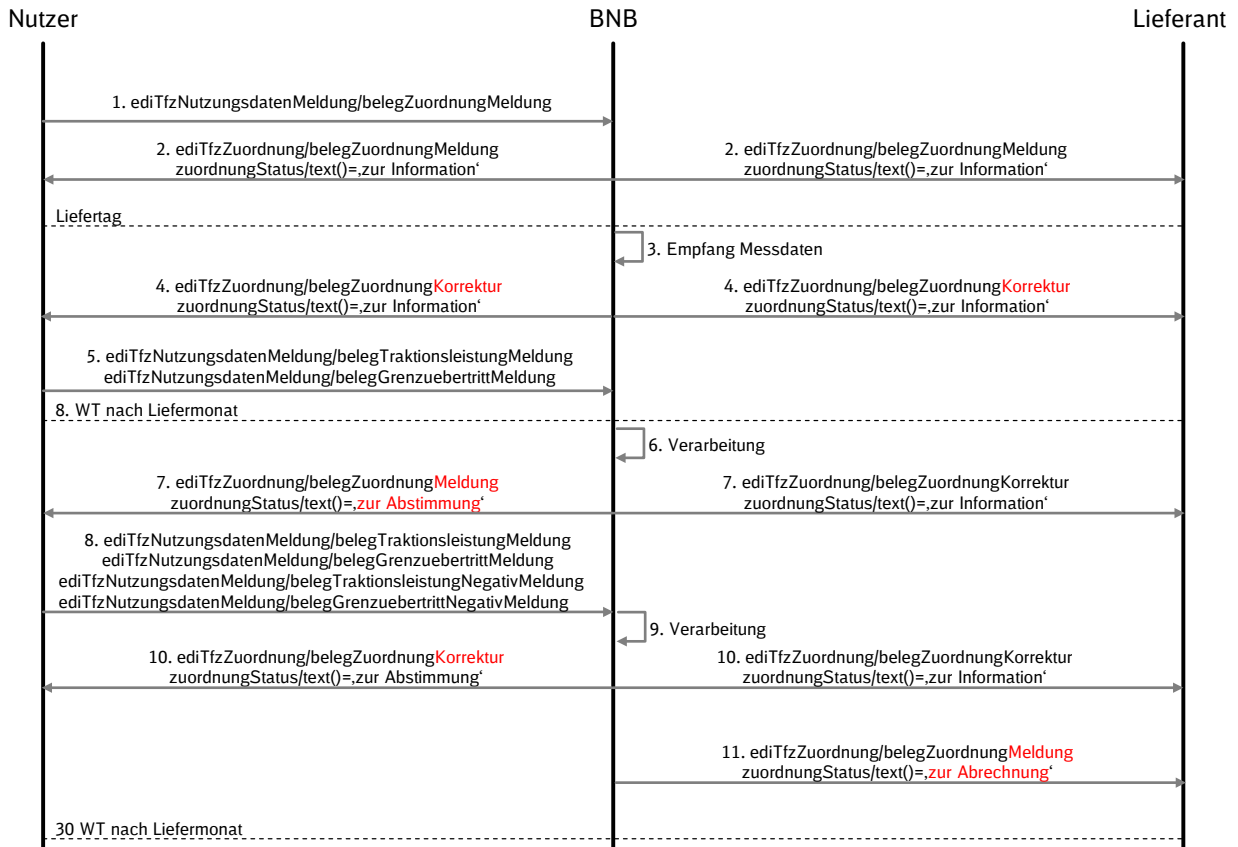 Nutzer
BNB
Lieferant
1. ediTfzNutzungsdatenMeldung/belegZuordnungMeldung
2. ediTfzZuordnung/belegZuordnungMeldung
zuordnungStatus/text()=‚zur Information‘
2. ediTfzZuordnung/belegZuordnungMeldung
zuordnungStatus/text()=‚zur Information‘
Liefertag
3. Empfang Messdaten
4. ediTfzZuordnung/belegZuordnungKorrektur
zuordnungStatus/text()=‚zur Information‘
4. ediTfzZuordnung/belegZuordnungKorrektur
zuordnungStatus/text()=‚zur Information‘
5. ediTfzNutzungsdatenMeldung/belegTraktionsleistungMeldung
ediTfzNutzungsdatenMeldung/belegGrenzuebertrittMeldung
8. WT nach Liefermonat
6. Verarbeitung
7. ediTfzZuordnung/belegZuordnungMeldung
zuordnungStatus/text()=‚zur Abstimmung‘
7. ediTfzZuordnung/belegZuordnungKorrektur
zuordnungStatus/text()=‚zur Information‘
8. ediTfzNutzungsdatenMeldung/belegTraktionsleistungMeldung
ediTfzNutzungsdatenMeldung/belegGrenzuebertrittMeldung
ediTfzNutzungsdatenMeldung/belegTraktionsleistungNegativMeldung
ediTfzNutzungsdatenMeldung/belegGrenzuebertrittNegativMeldung
9. Verarbeitung
10. ediTfzZuordnung/belegZuordnungKorrektur
zuordnungStatus/text()=‚zur Abstimmung‘
10. ediTfzZuordnung/belegZuordnungKorrektur
zuordnungStatus/text()=‚zur Information‘
11. ediTfzZuordnung/belegZuordnungMeldung
zuordnungStatus/text()=‚zur Abrechnung‘
30 WT nach Liefermonat